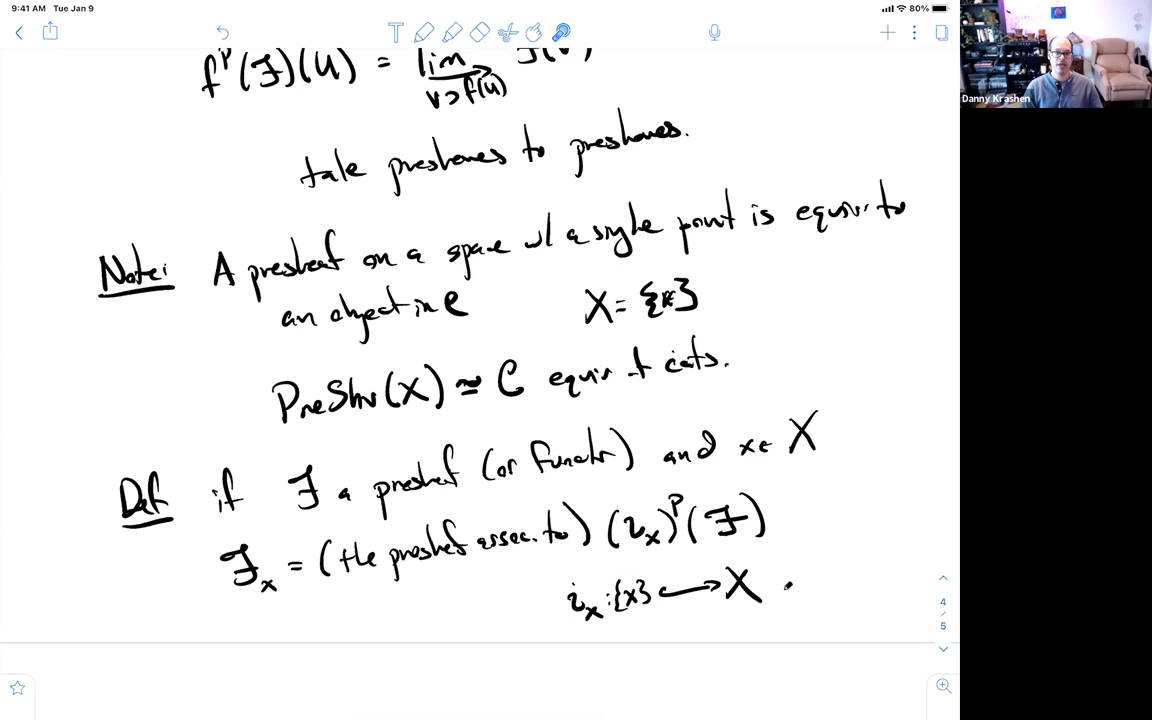 9:41 AM Tue Jan 9
80%
Danny Krashen
f^p(F)(U) = lim
V⊃f(U)
take presheaves to presheaves.
Note: A presheaf on a space w/ a single point is equiv. to
an object in C X = {*}
PreShv(X) ≃ C equiv of cats.
Def if F a presheaf (or functor) and x ∈ X
F_x = (the presheaf assoc. to) (i_x)^p(F)
i_x : {x} ↪ X
4
/
5